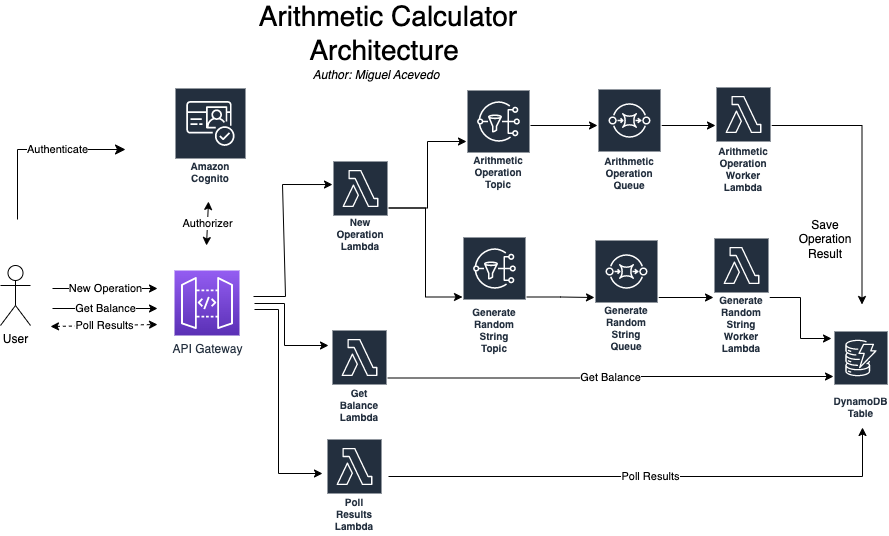 Arithmetic Calculator
Architecture
Author: Miguel Acevedo
Authenticate
Amazon
Cognito
Authorizer
User
New Operation
Get Balance
Poll Results
API Gateway
New
Operation
Lambda
Arithmetic
Operation
Topic
Arithmetic
Operation
Queue
Arithmetic
Operation
Worker
Lambda
Generate
Random
String
Topic
Generate
Random
String
Queue
Generate
Random
String
Worker
Lambda
Save
Operation
Result
Get
Balance
Lambda
Get Balance
DynamoDB
Table
Poll
Results
Lambda
Poll Results